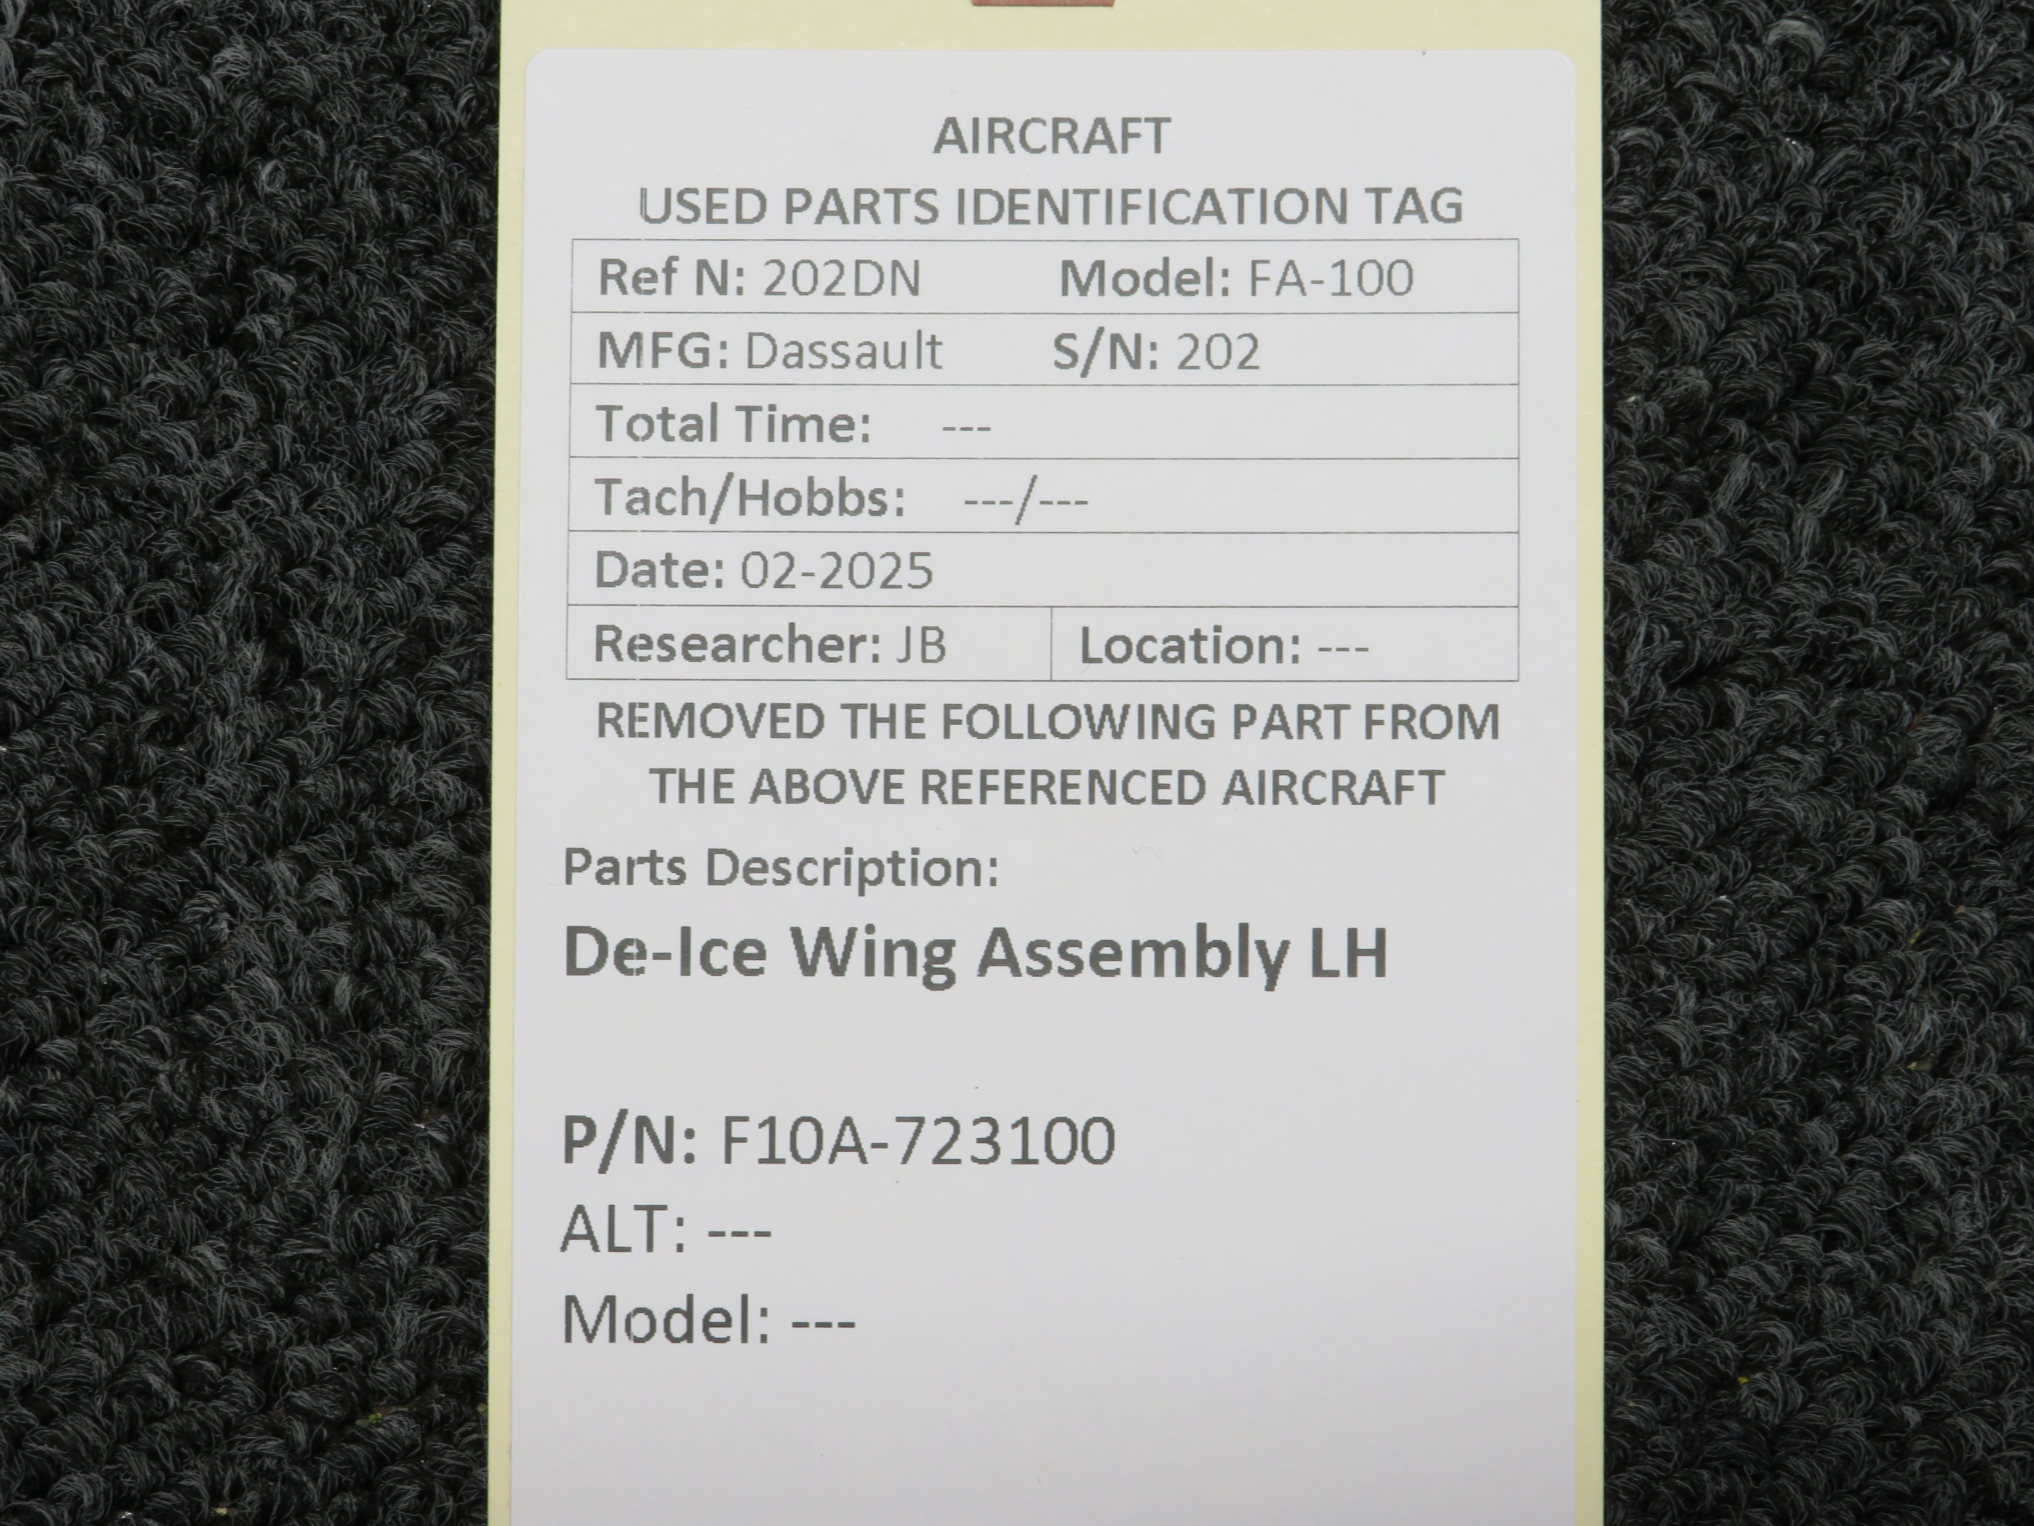 AIRCRAFT
USED PARTS IDENTIFICATION TAG
Ref N: 202DN Model: FA-100
MFG: Dassault S/N: 202
Total Time: ---
Tach/Hobbs: ---/---
Date: 02-2025
Researcher: JB Location: ---
REMOVED THE FOLLOWING PART FROM
THE ABOVE REFERENCED AIRCRAFT
Parts Description:
De-Ice Wing Assembly LH
P/N: F10A-723100
ALT: ---
Model: ---